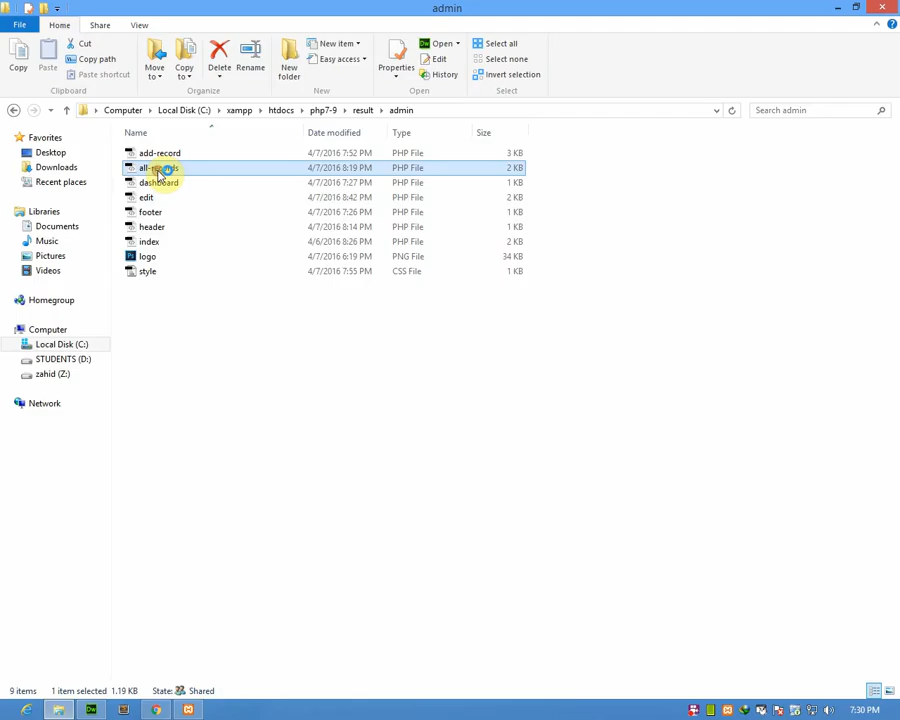 admin
File Home Share View
Copy
Paste
Cut
Copy path
Paste shortcut
Clipboard
Move to
Copy to
Delete
Rename
Organize
New folder
New item
Easy access
New
Properties
Open
Edit
History
Open
Select all
Select none
Invert selection
Select
Computer Local Disk (C:) xampp htdocs php7-9 result admin
Search admin
Favorites
Desktop
Downloads
Recent places
Libraries
Documents
Music
Pictures
Videos
Homegroup
Computer
Local Disk (C:)
STUDENTS (D:)
zahid (Z:)
Network
Name Date modified Type Size
add-record 4/7/2016 7:52 PM PHP File 3 KB
4/7/2016 8:19 PM PHP File 2 KB
dashboard 4/7/2016 7:27 PM PHP File 1 KB
edit 4/7/2016 8:42 PM PHP File 2 KB
footer 4/7/2016 7:26 PM PHP File 1 KB
header 4/7/2016 8:14 PM PHP File 1 KB
index 4/6/2016 8:26 PM PHP File 2 KB
logo 4/7/2016 6:19 PM PNG File 34 KB
style 4/7/2016 7:55 PM CSS File 1 KB
9 items 1 item selected 1.19 KB State: Shared
7:30 PM